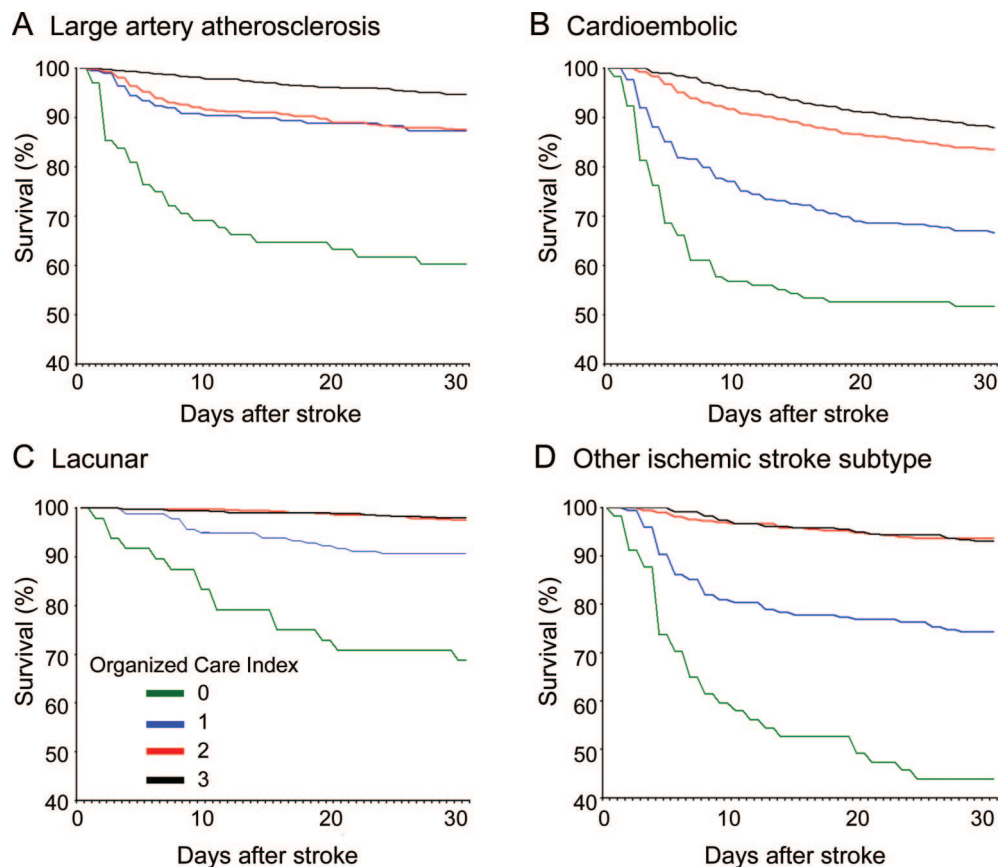 A Large artery atherosclerosis
100
90
80
70
60
50
40
Survival (%)
0 10 20 30
Days after stroke
B Cardioembolic
100
90
80
70
60
50
40
Survival (%)
0 10 20 30
Days after stroke
C Lacunar
100
90
80
70
60
50
40
Survival (%)
Organized Care Index
0
1
2
3
0 10 20 30
Days after stroke
D Other ischemic stroke subtype
100
90
80
70
60
50
40
Survival (%)
0 10 20 30
Days after stroke